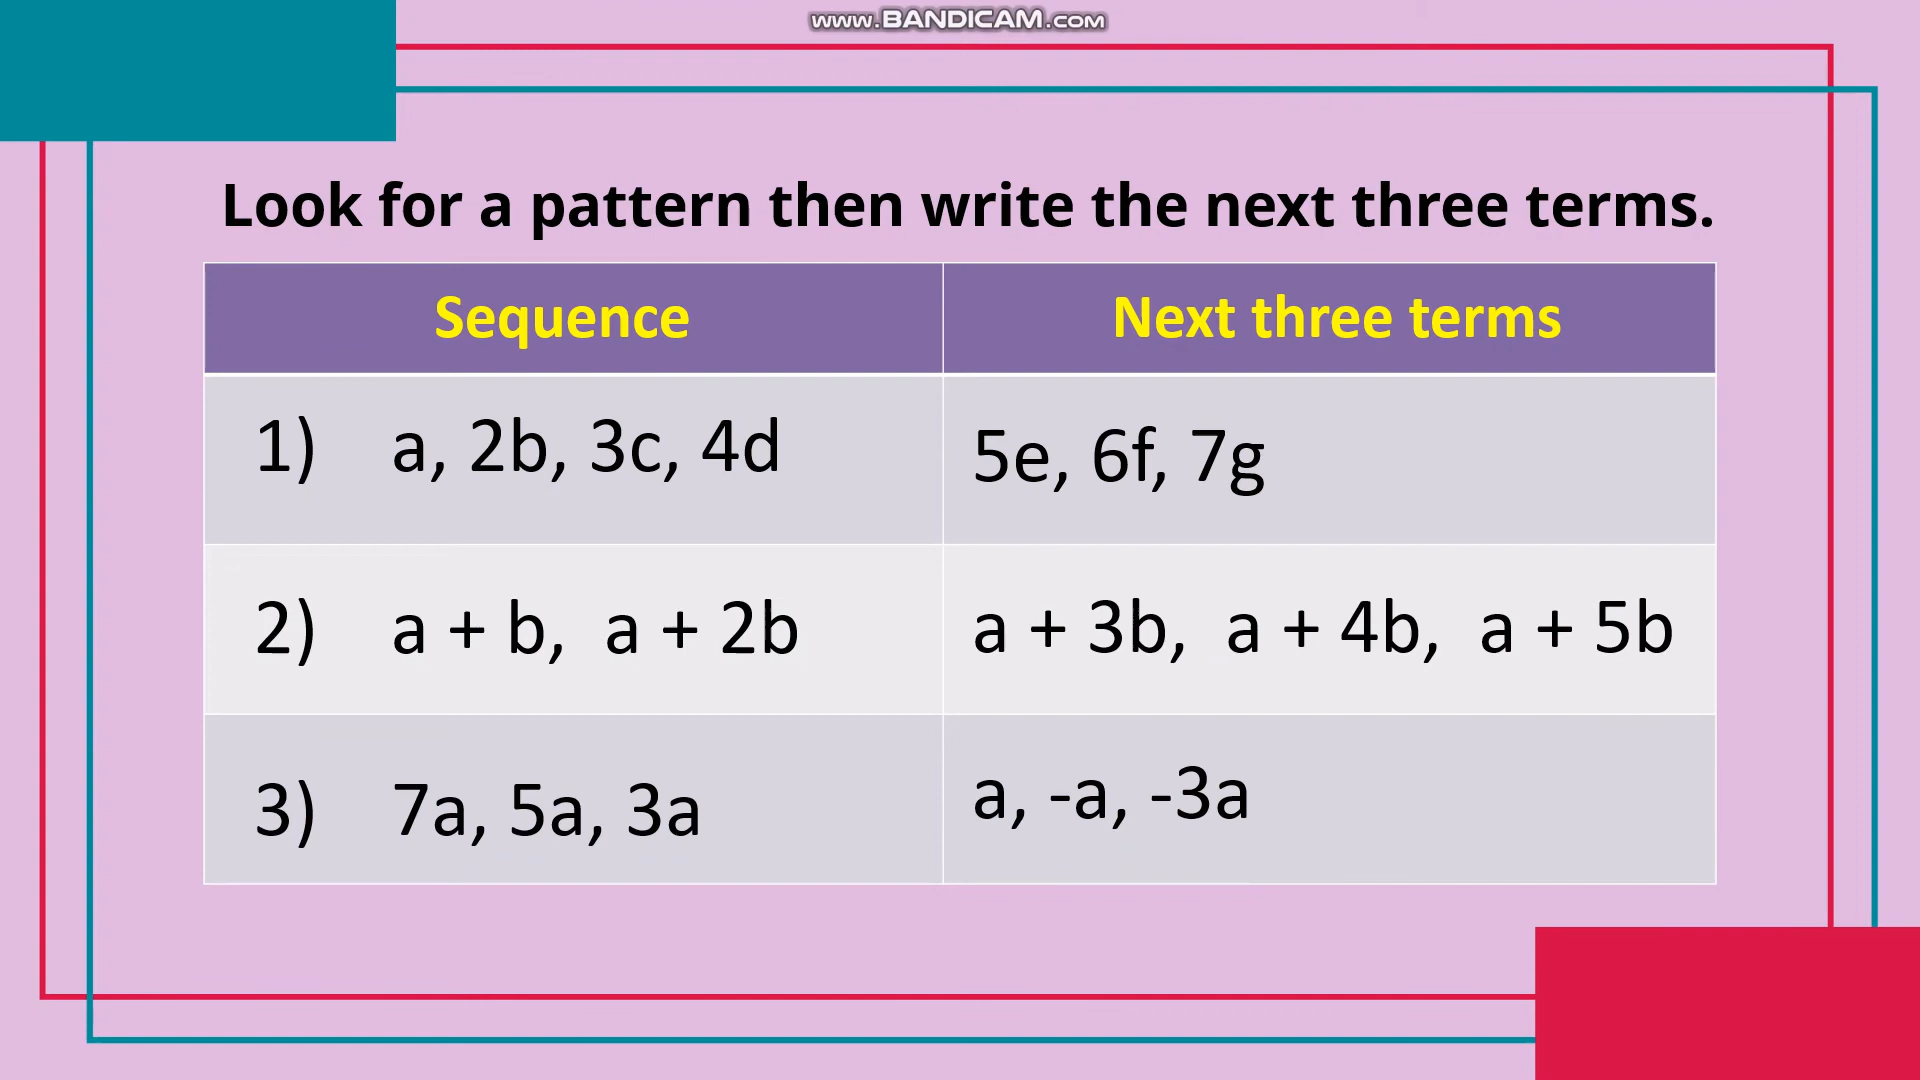 www.BANDICAM.com
Look for a pattern then write the next three terms.
Sequence
Next three terms
1) a, 2b, 3c, 4d
5e, 6f, 7g
2) a + b, a + 2b
a + 3b, a + 4b, a + 5b
3) 7a, 5a, 3a
a, -a, -3a